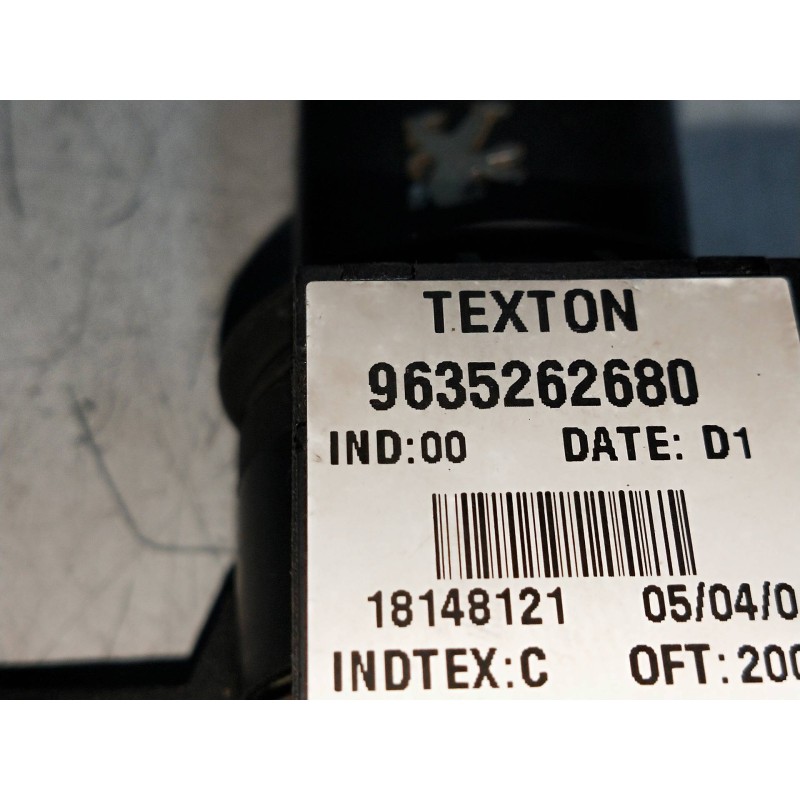 TEXTON
9635262680
IND:00 DATE: D1
18148121 05/04/0
INDTEX:C OFT:200